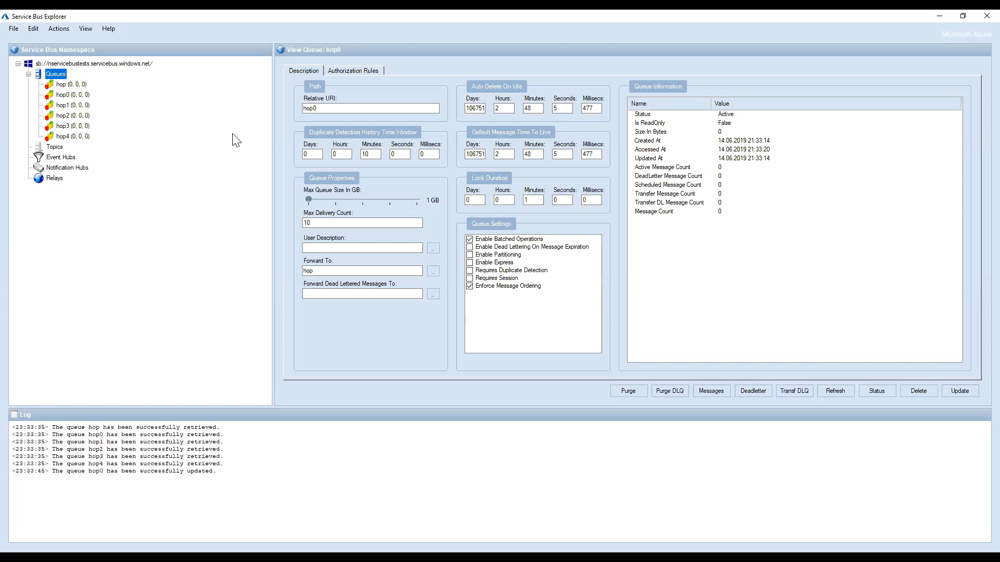 Service Bus Explorer
File Edit Actions View Help
Microsoft Azure
Service Bus Namespace
sb://nservicebustests.servicebus.windows.net/
Queues
hop (0, 0, 0)
hop0 (0, 0, 0)
hop1 (0, 0, 0)
hop2 (0, 0, 0)
hop3 (0, 0, 0)
hop4 (0, 0, 0)
Topics
Event Hubs
Notification Hubs
Relays
View Queue: hop0
Description Authorization Rules
Path
Relative URI:
hop0
Duplicate Detection History Time Window
Days: Hours: Minutes: Seconds: Millisecs:
0 0 10 0 0
Queue Properties
Max Queue Size In GB:
1 GB
Max Delivery Count:
10
User Description:
..
Forward To:
hop ..
Forward Dead Lettered Messages To:
..
Auto Delete On Idle
Days: Hours: Minutes: Seconds: Millisecs:
106751 2 48 5 477
Default Message Time To Live
Days: Hours: Minutes: Seconds: Millisecs:
106751 2 48 5 477
Lock Duration
Days: Hours: Minutes: Seconds: Millisecs:
0 0 1 0 0
Queue Settings
Enable Batched Operations
Enable Dead Lettering On Message Expiration
Enable Partitioning
Enable Express
Requires Duplicate Detection
Requires Session
Enforce Message Ordering
Queue Information
Name Value
Status Active
Is ReadOnly False
Size In Bytes 0
Created At 14.06.2019 21:33:14
Accessed At 14.06.2019 21:33:20
Updated At 14.06.2019 21:33:14
Active Message Count 0
DeadLetter Message Count 0
Scheduled Message Count 0
Transfer Message Count 0
Transfer DL Message Count 0
Message Count 0
Purge Purge DLQ Messages Deadletter Transf DLQ Refresh Status Delete Update
Log
<23:33:35> The queue hop has been successfully retrieved.
<23:33:35> The queue hop0 has been successfully retrieved.
<23:33:35> The queue hop1 has been successfully retrieved.
<23:33:35> The queue hop2 has been successfully retrieved.
<23:33:35> The queue hop3 has been successfully retrieved.
<23:33:35> The queue hop4 has been successfully retrieved.
<23:33:45> The queue hop0 has been successfully updated.